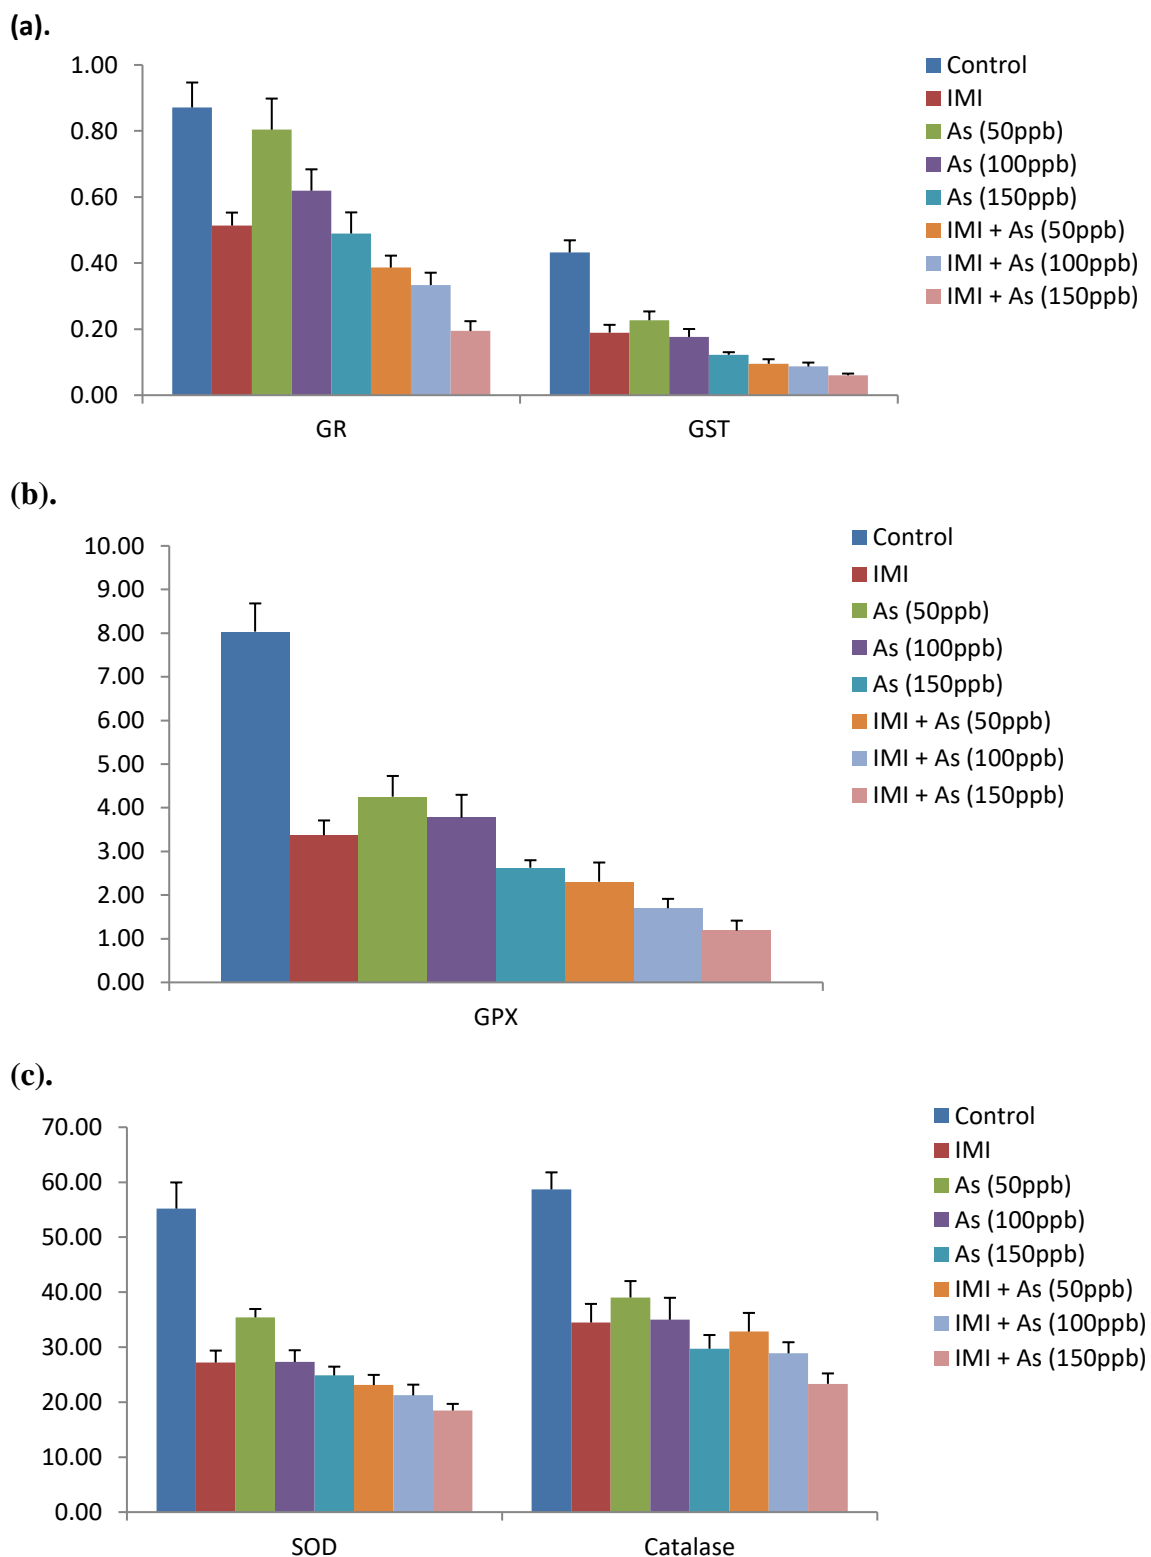 (a).
1.00
0.80
0.60
0.40
0.20
0.00
GR
GST
Control
IMI
As (50ppb)
As (100ppb)
As (150ppb)
IMI + As (50ppb)
IMI + As (100ppb)
IMI + As (150ppb)
(b).
10.00
9.00
8.00
7.00
6.00
5.00
4.00
3.00
2.00
1.00
0.00
GPX
Control
IMI
As (50ppb)
As (100ppb)
As (150ppb)
IMI + As (50ppb)
IMI + As (100ppb)
IMI + As (150ppb)
(c).
70.00
60.00
50.00
40.00
30.00
20.00
10.00
0.00
SOD
Catalase
Control
IMI
As (50ppb)
As (100ppb)
As (150ppb)
IMI + As (50ppb)
IMI + As (100ppb)
IMI + As (150ppb)